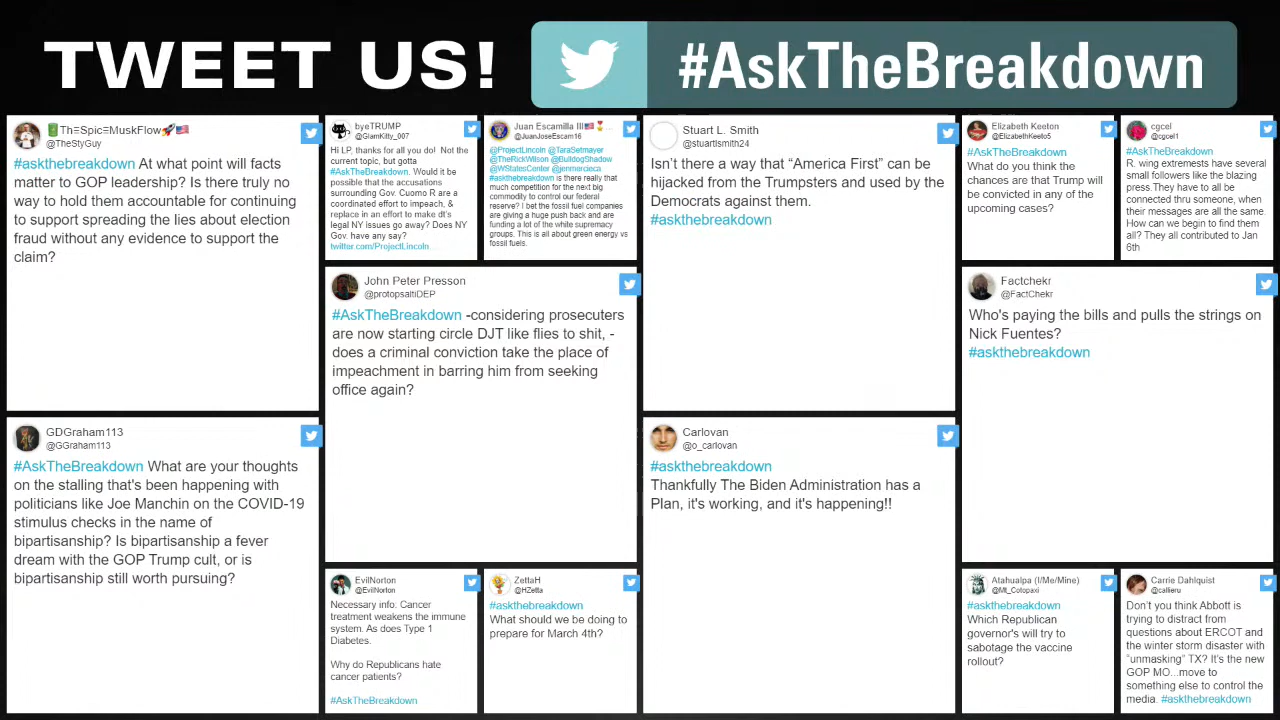 TWEET US!
#AskTheBreakdown
Th☰Spic☰MuskFlow🚀🇺🇸
@TheStyGuy
#askthebreakdown At what point will facts
matter to GOP leadership? Is there truly no
way to hold them accountable for continuing
to support spreading the lies about election
fraud without any evidence to support the
claim?
GDGraham113
@GGraham113
#AskTheBreakdown What are your thoughts
on the stalling that's been happening with
politicians like Joe Manchin on the COVID-19
stimulus checks in the name of
bipartisanship? Is bipartisanship a fever
dream with the GOP Trump cult, or is
bipartisanship still worth pursuing?
byeTRUMP
@GlamKitty_007
Hi LP, thanks for all you do! Not the
current topic, but gotta
#AskTheBreakdown. Would it be
possible that the accusations
surrounding Gov. Cuomo R a
coordinated effort to impeach, &
replace in an effort to make dt's
legal NY issues go away? Does NY
Gov. have any say?
twitter.com/ProjectLincoln…
Juan Escamilla III🇺🇸🎖…
@JuanJoseEscam16
@ProjectLincoln @TaraSetmayer
@TheRickWilson @BulldogShadow
@WStatesCenter @jenmercieca
#askthebreakdown is there really that
much competition for the next big
commodity to control our federal
reserve? I bet the fossil fuel companies
are giving a huge push back and are
funding a lot of the white supremacy
groups. This is all about green energy vs
fossil fuels.
John Peter Presson
@protopsaltiDEP
#AskTheBreakdown -considering prosecuters
are now starting circle DJT like flies to shit, -
does a criminal conviction take the place of
impeachment in barring him from seeking
office again?
EvilNorton
@EvilNorton
Necessary info: Cancer
treatment weakens the immune
system. As does Type 1
Diabetes.
Why do Republicans hate
cancer patients?
#AskTheBreakdown
ZettaH
@HZetta
#askthebreakdown
What should we be doing to
prepare for March 4th?
Stuart L. Smith
@stuartlsmith24
Isn't there a way that “America First” can be
hijacked from the Trumpsters and used by the
Democrats against them.
#askthebreakdown
Carlovan
@o_carlovan
#askthebreakdown
Thankfully The Biden Administration has a
Plan, it's working, and it's happening!!
Elizabeth Keeton
@ElizabethKeeto5
#AskTheBreakdown
What do you think the
chances are that Trump will
be convicted in any of the
upcoming cases?
cgcel
@cgcel1
#AskTheBreakdown
R. wing extremests have several
small followers like the blazing
press.They have to all be
connected thru someone, when
their messages are all the same.
How can we begin to find them
all? They all contributed to Jan
6th
Factchekr
@FactChekr
Who's paying the bills and pulls the strings on
Nick Fuentes?
#askthebreakdown
Atahualpa (I/Me/Mine)
@Mt_Cotopaxi
#askthebreakdown
Which Republican
governor's will try to
sabotage the vaccine
rollout?
Carrie Dahlquist
@callieru
Don't you think Abbott is
trying to distract from
questions about ERCOT and
the winter storm disaster with
“unmasking” TX? It's the new
GOP MO...move to
something else to control the
media. #askthebreakdown